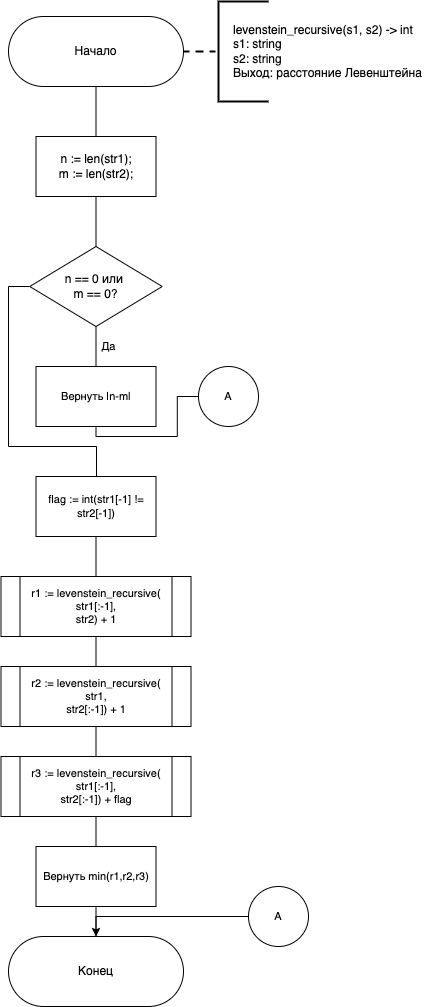 Начало
levenstein_recursive(s1, s2) -> int
s1: string
s2: string
Выход: расстояние Левенштейна
n := len(str1);
m := len(str2);
n == 0 или
m == 0?
Да
Вернуть |n-m|
A
flag := int(str1[-1] !=
str2[-1])
r1 := levenstein_recursive(
str1[:-1],
str2) + 1
r2 := levenstein_recursive(
str1,
str2[:-1]) + 1
r3 := levenstein_recursive(
str1[:-1],
str2[:-1]) + flag
Вернуть min(r1,r2,r3)
A
Конец